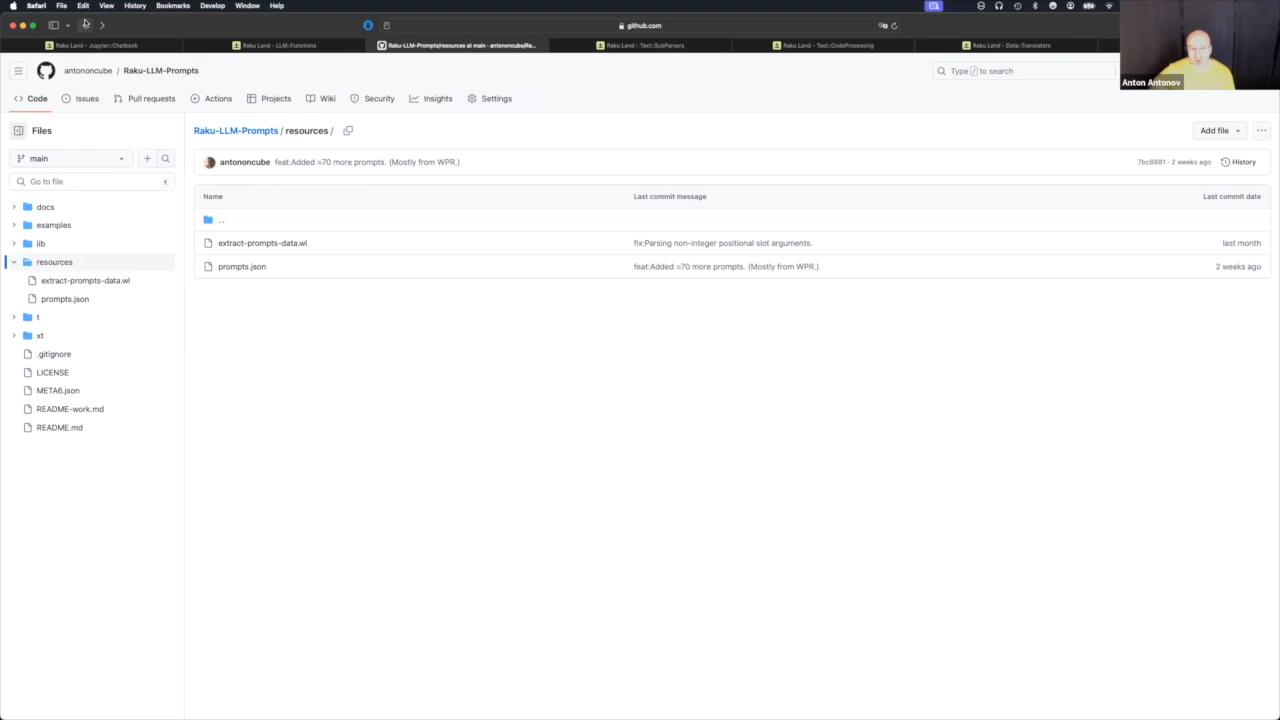 Safari File Edit View History Bookmarks Develop Window Help
github.com
Raku Land - Jupyter::Chatbook
Raku Land - LLM::Functions
Raku-LLM-Prompts/resources at main · antononcube/Ra...
Raku Land - Text::SubParsers
Raku Land - Text::CodeProcessing
Raku Land - Data::Translators
Anton Antonov
antononcube / Raku-LLM-Prompts
Type / to search
Code
Issues
Pull requests
Actions
Projects
Wiki
Security
Insights
Settings
Files
Raku-LLM-Prompts / resources /
Add file
main
antononcube feat:Added ≈70 more prompts. (Mostly from WPR.)
7bc8881 · 2 weeks ago
History
Go to file
t
Name Last commit message Last commit date
docs
examples
lib
resources
extract-prompts-data.wl
prompts.json
t
xt
.gitignore
LICENSE
META6.json
README-work.md
README.md
..
extract-prompts-data.wl fix:Parsing non-integer positional slot arguments. last month
prompts.json feat:Added ≈70 more prompts. (Mostly from WPR.) 2 weeks ago